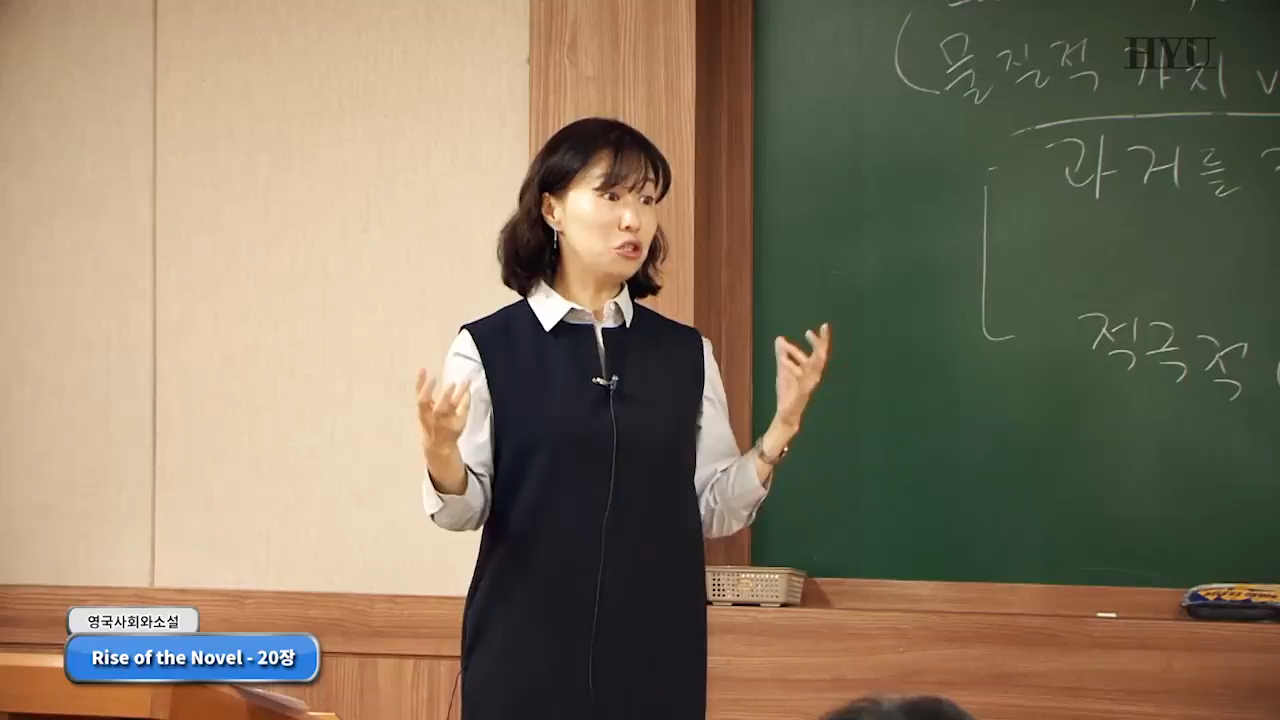 HYU
(물질적 가치 v
과거를
적극적
영국사회와소설
Rise of the Novel - 20장